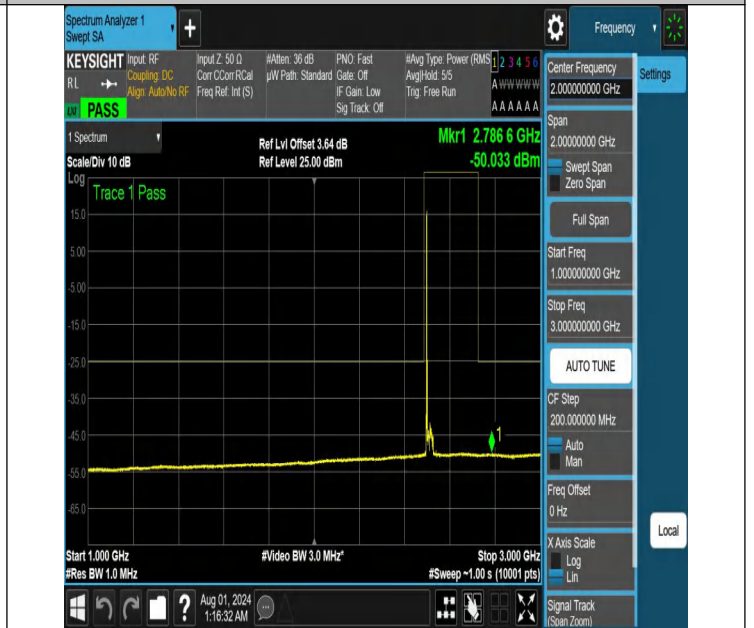 Spectrum Analyzer 1
Swept SA
+
Frequency
KEYSIGHT
RL
LXI
PASS
Input: RF
Coupling: DC
Align: Auto/No RF
Input Z: 50 Ω
Corr CCorr RCal
Freq Ref: Int (S)
#Atten: 36 dB
µW Path: Standard
PNO: Fast
Gate: Off
IF Gain: Low
Sig Track: Off
#Avg Type: Power (RMS
Avg|Hold: 5/5
Trig: Free Run
1 2 3 4 5 6
A W W W W W
A A A A A A
1 Spectrum
Scale/Div 10 dB
Ref Lvl Offset 3.64 dB
Ref Level 25.00 dBm
Mkr1 2.786 6 GHz
-50.033 dBm
Log
Trace 1 Pass
15.0
5.00
-5.00
-15.0
-25.0
-35.0
-45.0
-55.0
-65.0
1
Start 1.000 GHz
#Res BW 1.0 MHz
#Video BW 3.0 MHz*
Stop 3.000 GHz
#Sweep ~1.00 s (10001 pts)
Center Frequency
2.000000000 GHz
Span
2.00000000 GHz
Swept Span
Zero Span
Full Span
Start Freq
1.000000000 GHz
Stop Freq
3.000000000 GHz
AUTO TUNE
CF Step
200.000000 MHz
Auto
Man
Freq Offset
0 Hz
X Axis Scale
Log
Lin
Signal Track
(Span Zoom)
Settings
Local
?
Aug 01, 2024
1:16:32 AM